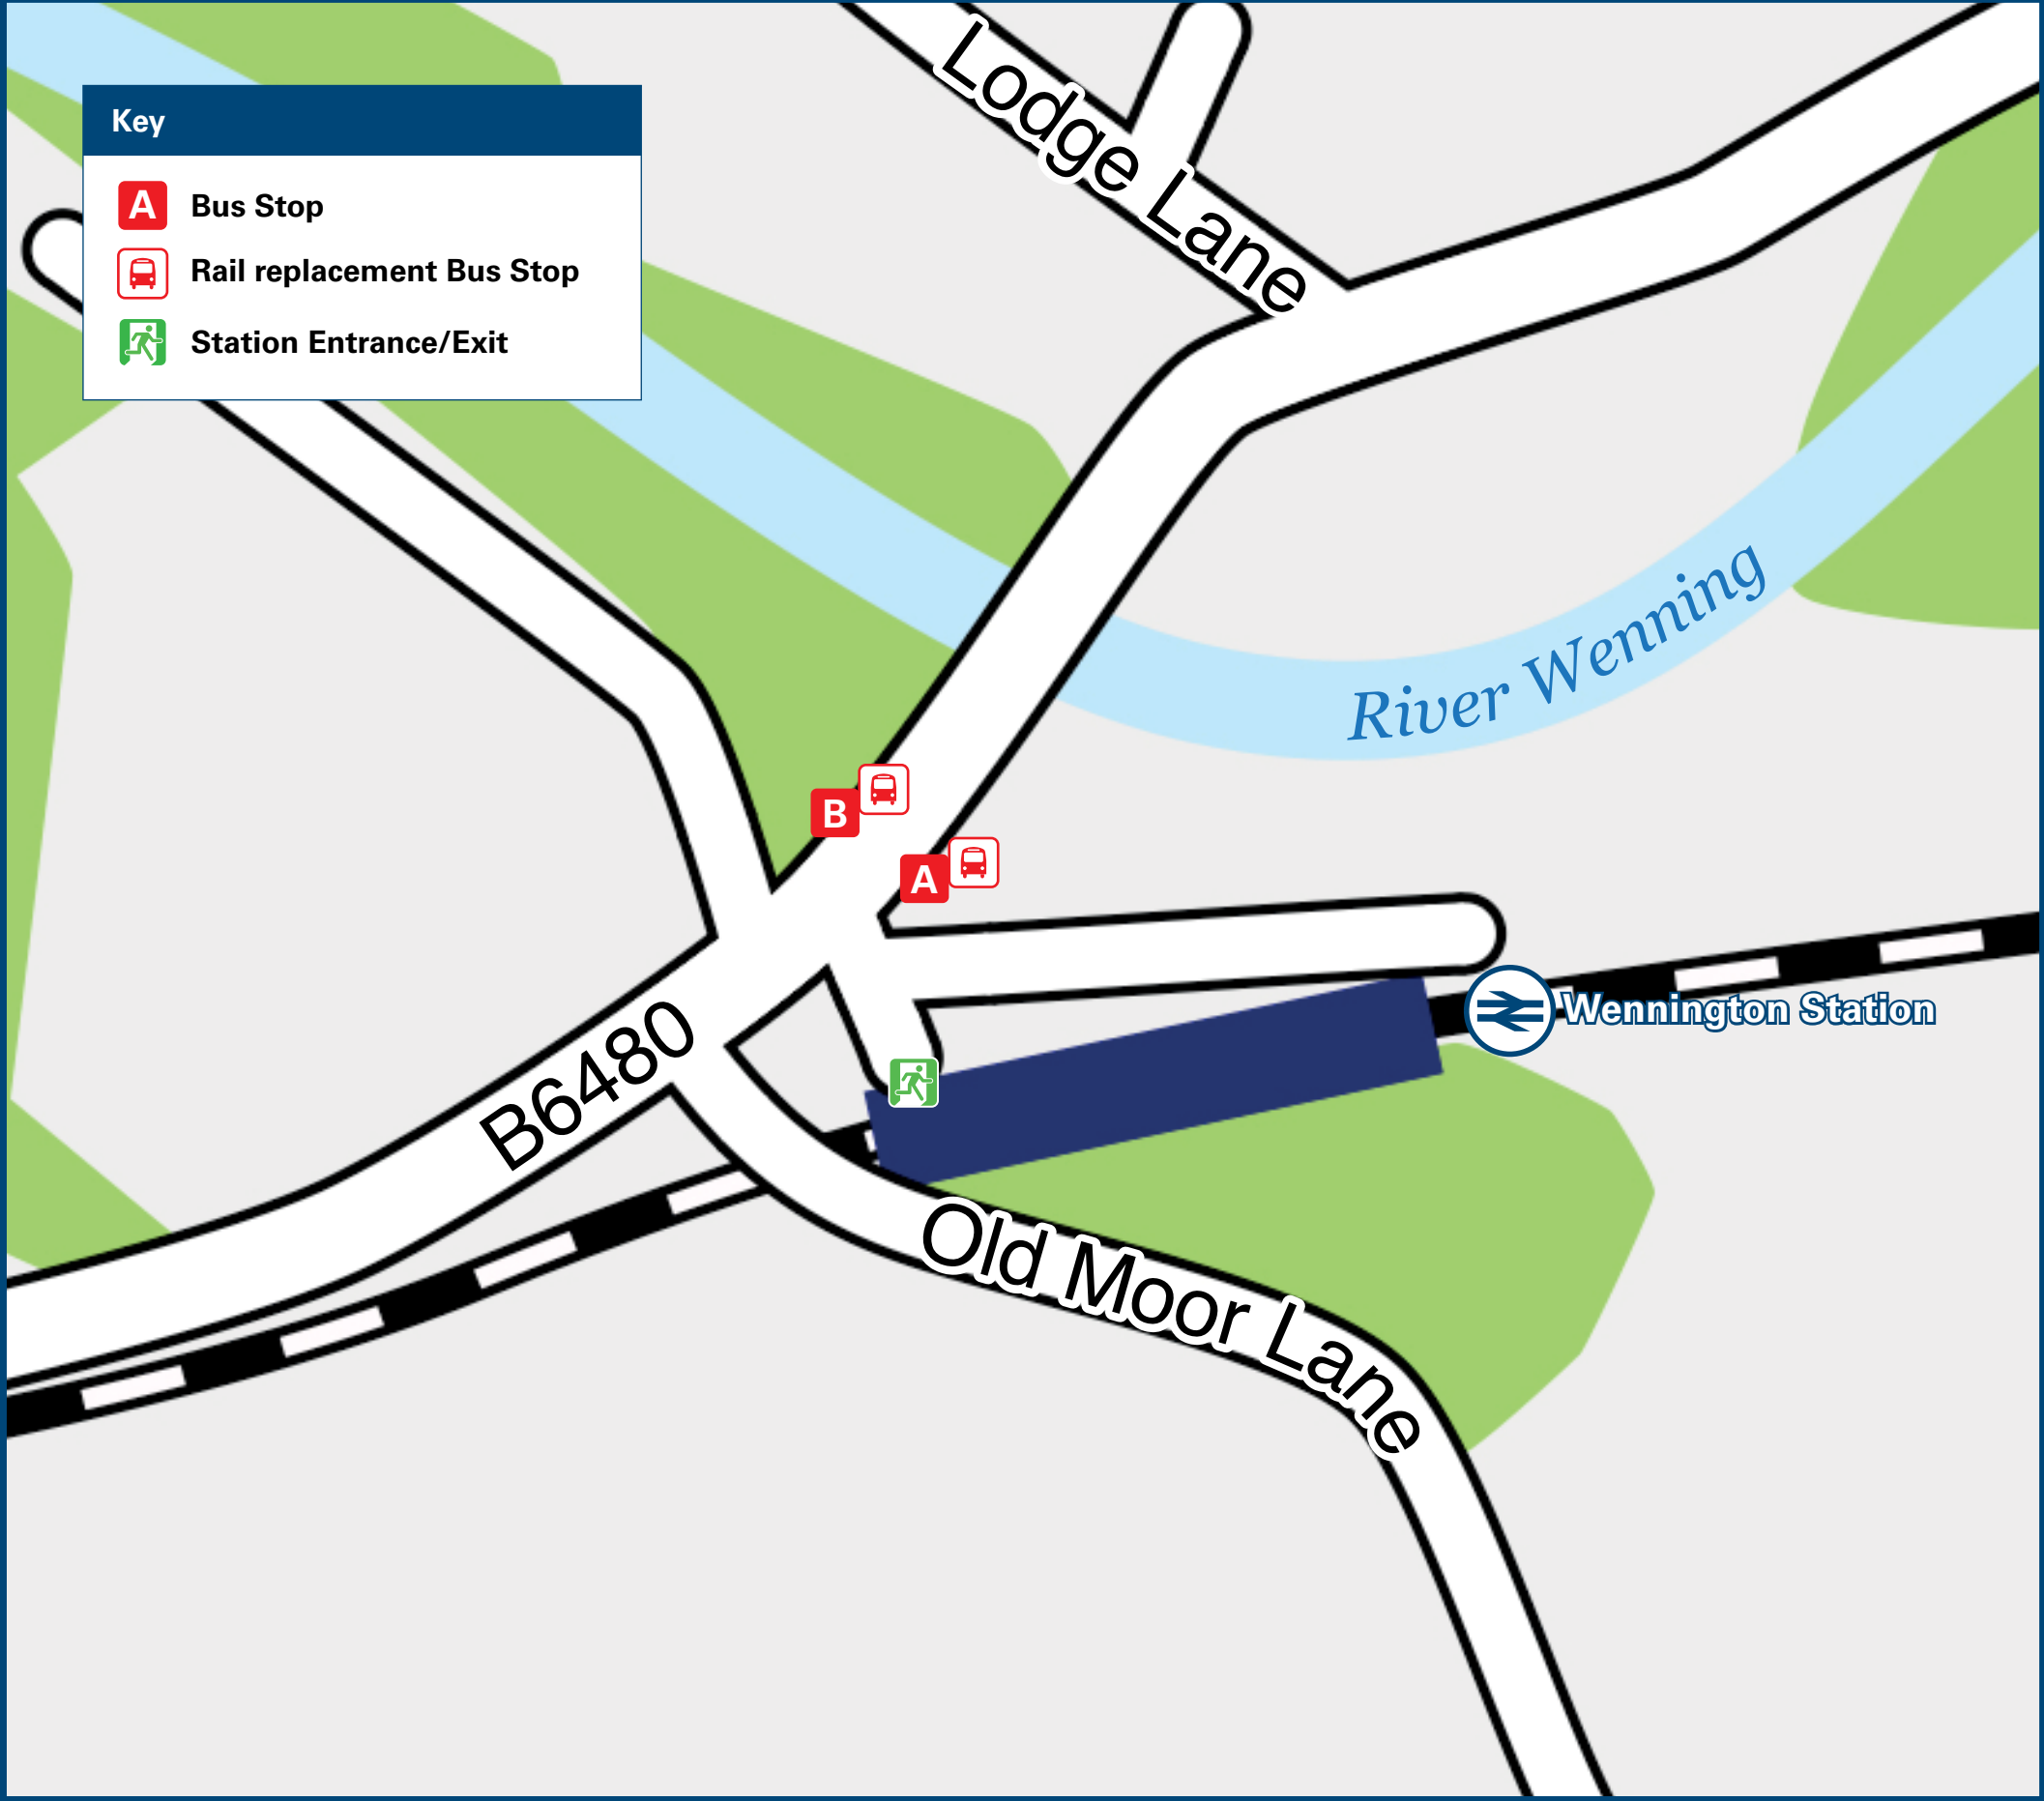 Lodge Lane
Key
A Bus Stop
Rail replacement Bus Stop
Station Entrance/Exit
River Wenning
B
A
Wennington Station
B6480
Old Moor Lane